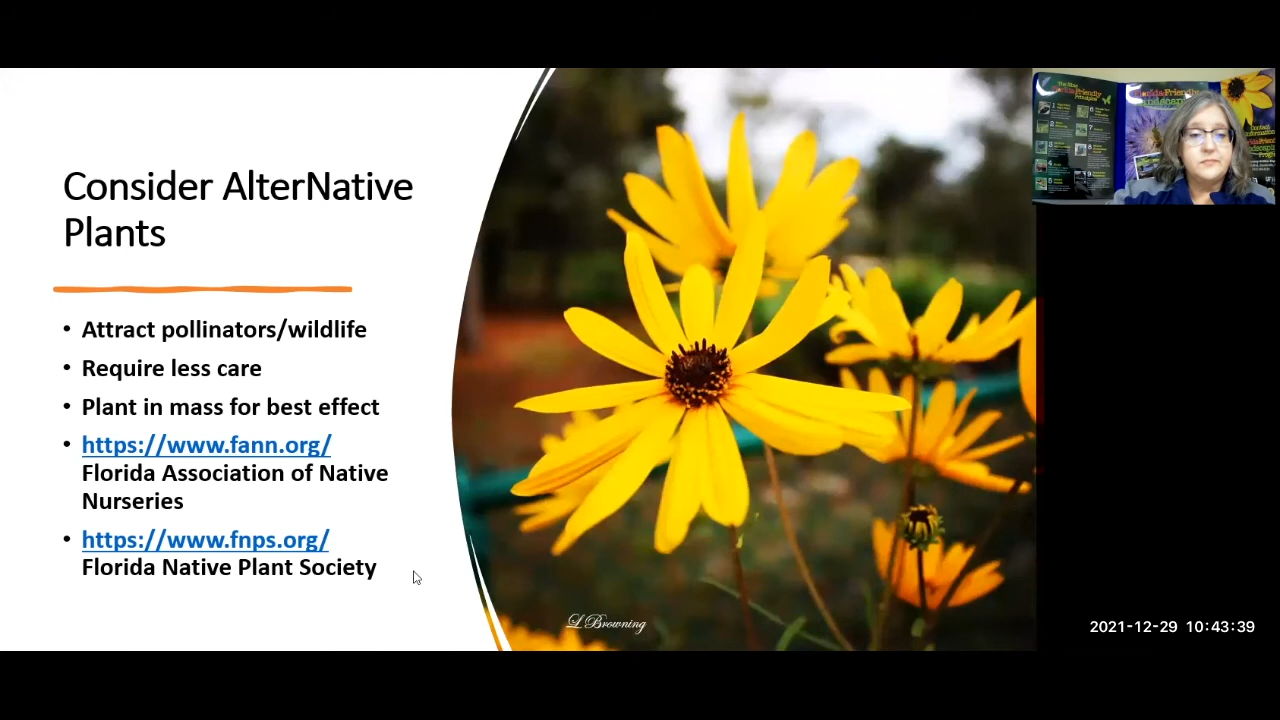 Consider AlterNative
Plants
• Attract pollinators/wildlife
• Require less care
• Plant in mass for best effect
• https://www.fann.org/
Florida Association of Native
Nurseries
• https://www.fnps.org/
Florida Native Plant Society
L Browning
2021-12-29 10:43:39